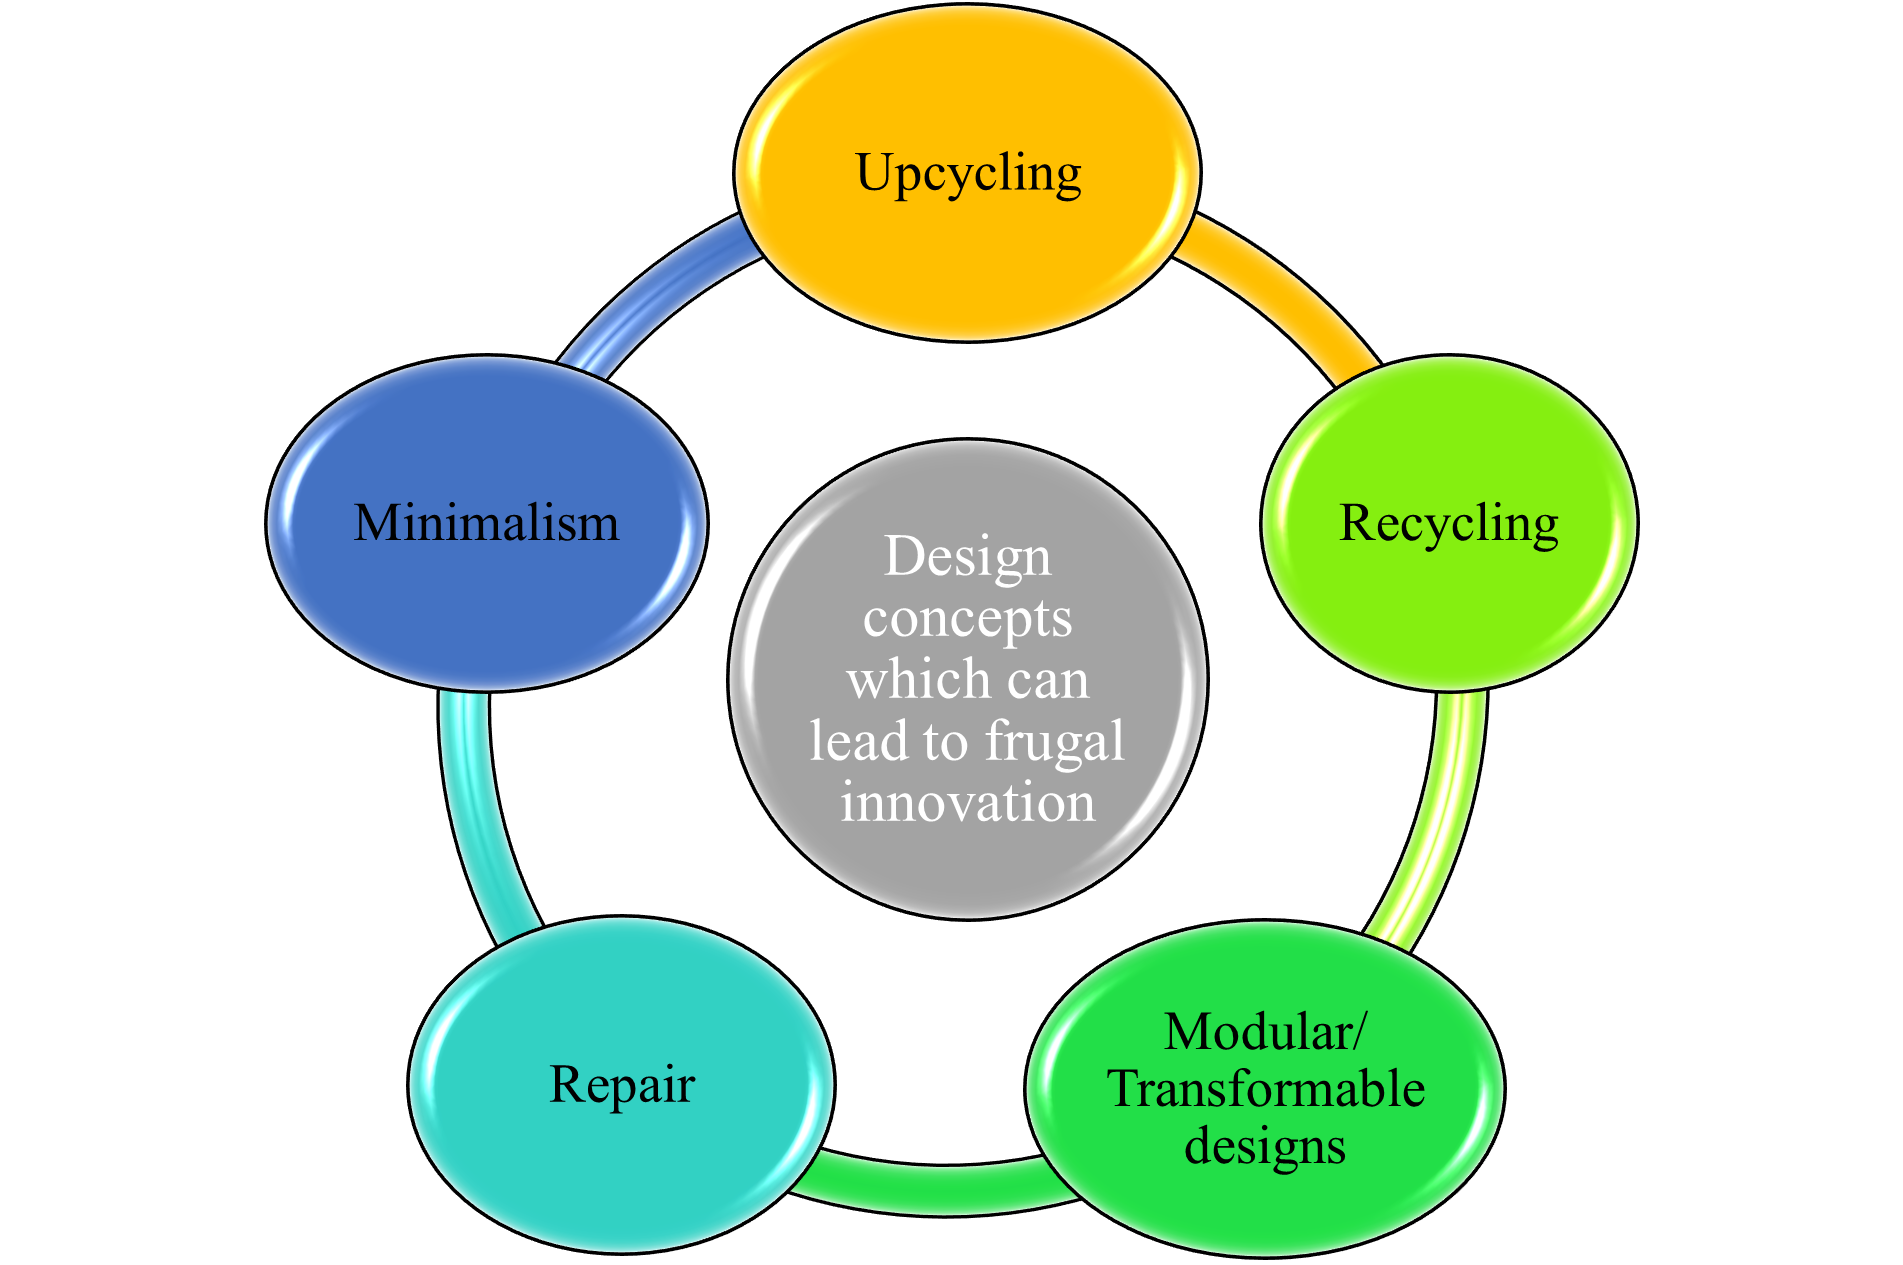 Upcycling
Minimalism
Recycling
Design
concepts
which can
lead to frugal
innovation
Repair
Modular/
Transformable
designs